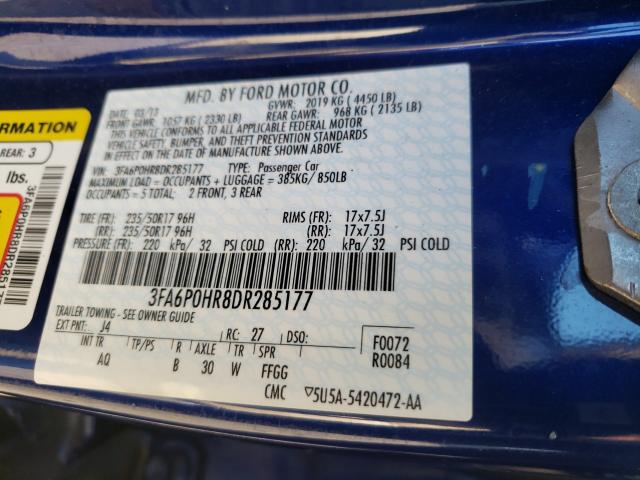 MFD. BY FORD MOTOR CO.
DATE: 03/13 GVWR: 2019 KG ( 4450 LB)
FRONT GAWR: 1057 KG ( 2330 LB) REAR GAWR: 968 KG ( 2135 LB)
THIS VEHICLE CONFORMS TO ALL APPLICABLE FEDERAL MOTOR
VEHICLE SAFETY, BUMPER, AND THEFT PREVENTION STANDARDS
IN EFFECT ON THE DATE OF MANUFACTURE SHOWN ABOVE.
VIN: 3FA6P0HR8DR285177 TYPE: Passenger Car
MAXIMUM LOAD = OCCUPANTS + LUGGAGE = 385KG/850LB
OCCUPANTS = 5 TOTAL: 2 FRONT, 3 REAR
TIRE (FR): 235/50R17 96H RIMS (FR): 17x7.5J
(RR): 235/50R17 96H (RR): 17x7.5J
PRESSURE (FR): 220 kPa/ 32 PSI COLD (RR): 220 kPa/ 32 PSI COLD
3FA6P0HR8DR285177
TRAILER TOWING - SEE OWNER GUIDE
EXT PNT: J4 RC: 27 DSO: F0072
INT TR TP/PS R AXLE TR SPR R0084
AQ B 30 W FFGG
CMC ▽5U5A-5420472-AA
ORMATION
REAR: 3
lbs.
3FA6P0HR8DR28517